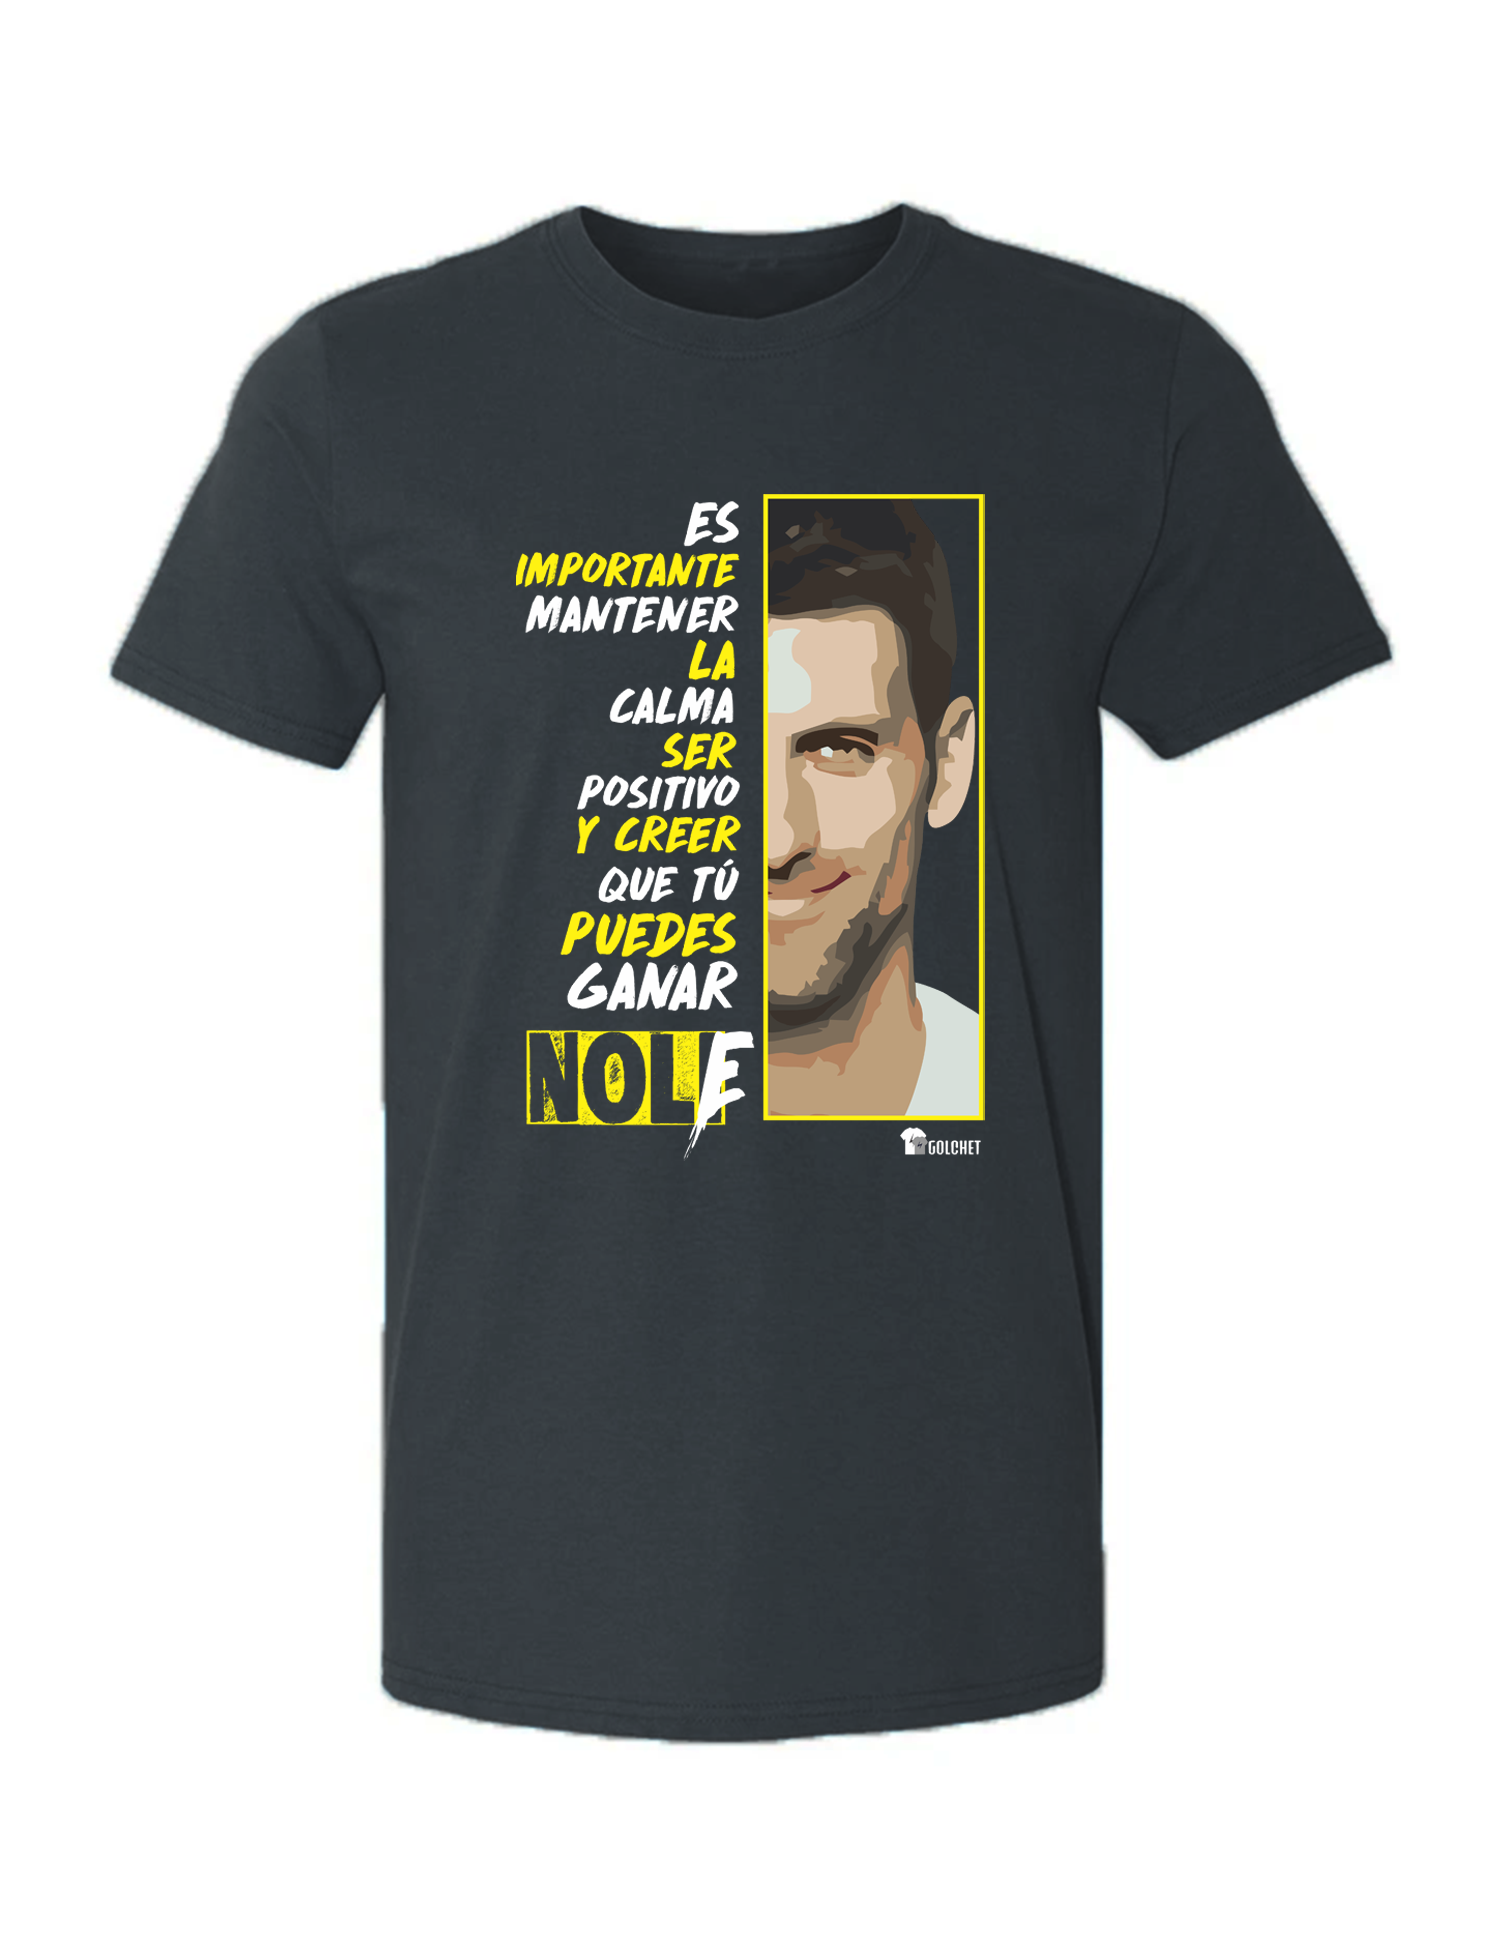 ES
IMPORTANTE
MANTENER
LA
CALMA
SER
POSITIVO
Y CREER
QUE TÚ
PUEDES
GANAR
NOLE
GOLCHET